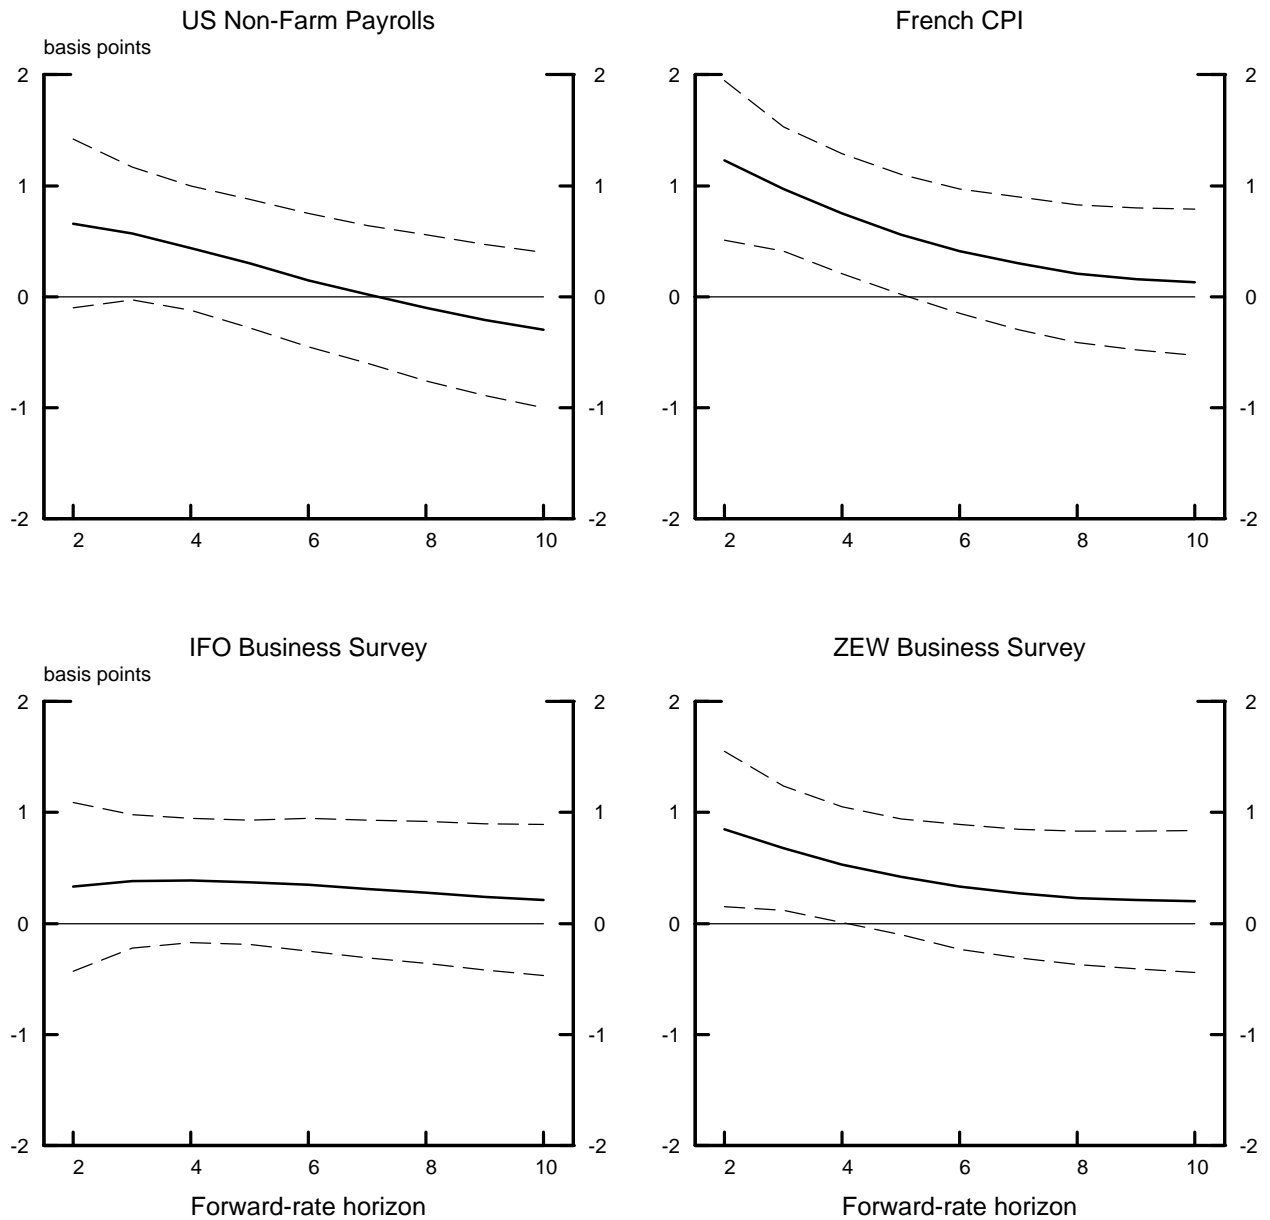 US Non-Farm Payrolls
basis points
2 2
1 1
0 0
-1 -1
-2 -2
2 4 6 8 10
French CPI
2 2
1 1
0 0
-1 -1
-2 -2
2 4 6 8 10
IFO Business Survey
basis points
2 2
1 1
0 0
-1 -1
-2 -2
2 4 6 8 10
Forward-rate horizon
ZEW Business Survey
2 2
1 1
0 0
-1 -1
-2 -2
2 4 6 8 10
Forward-rate horizon